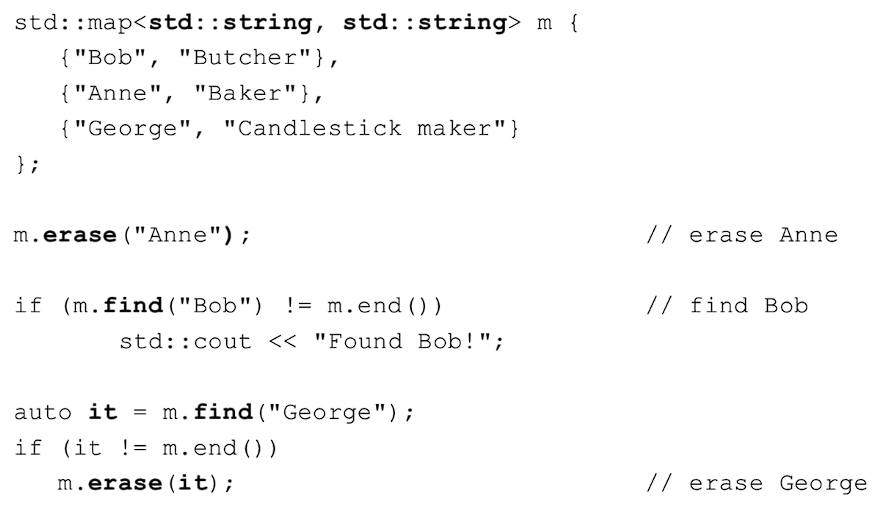 std::map<std::string, std::string> m {
   {"Bob", "Butcher"},
   {"Anne", "Baker"},
   {"George", "Candlestick maker"}
};
m.erase("Anne"); // erase Anne
if (m.find("Bob") != m.end()) // find Bob
       std::cout << "Found Bob!";
auto it = m.find("George");
if (it != m.end())
   m.erase(it); // erase George